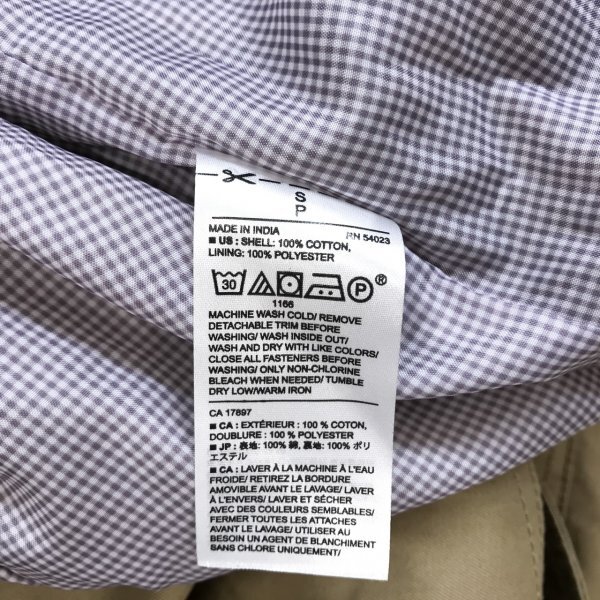 S
P
MADE IN INDIA RN 54023
■ US : SHELL: 100% COTTON,
LINING: 100% POLYESTER
30 P ®
1166
MACHINE WASH COLD/ REMOVE
DETACHABLE TRIM BEFORE
WASHING/ WASH INSIDE OUT/
WASH AND DRY WITH LIKE COLORS/
CLOSE ALL FASTENERS BEFORE
WASHING/ ONLY NON-CHLORINE
BLEACH WHEN NEEDED/ TUMBLE
DRY LOW/WARM IRON
CA 17897
■ CA : EXTÉRIEUR : 100 % COTON,
DOUBLURE : 100 % POLYESTER
■ JP : 表地: 100% 綿, 裏地: 100% ポリ
エステル
■ CA : LAVER À LA MACHINE À L'EAU
FROIDE/ RETIREZ LA BORDURE
AMOVIBLE AVANT LE LAVAGE/ LAVER
À L'ENVERS/ LAVER ET SÉCHER
AVEC DES COULEURS SEMBLABLES/
FERMER TOUTES LES ATTACHES
AVANT LE LAVAGE/ UTILISER AU
BESOIN UN AGENT DE BLANCHIMENT
SANS CHLORE UNIQUEMENT/